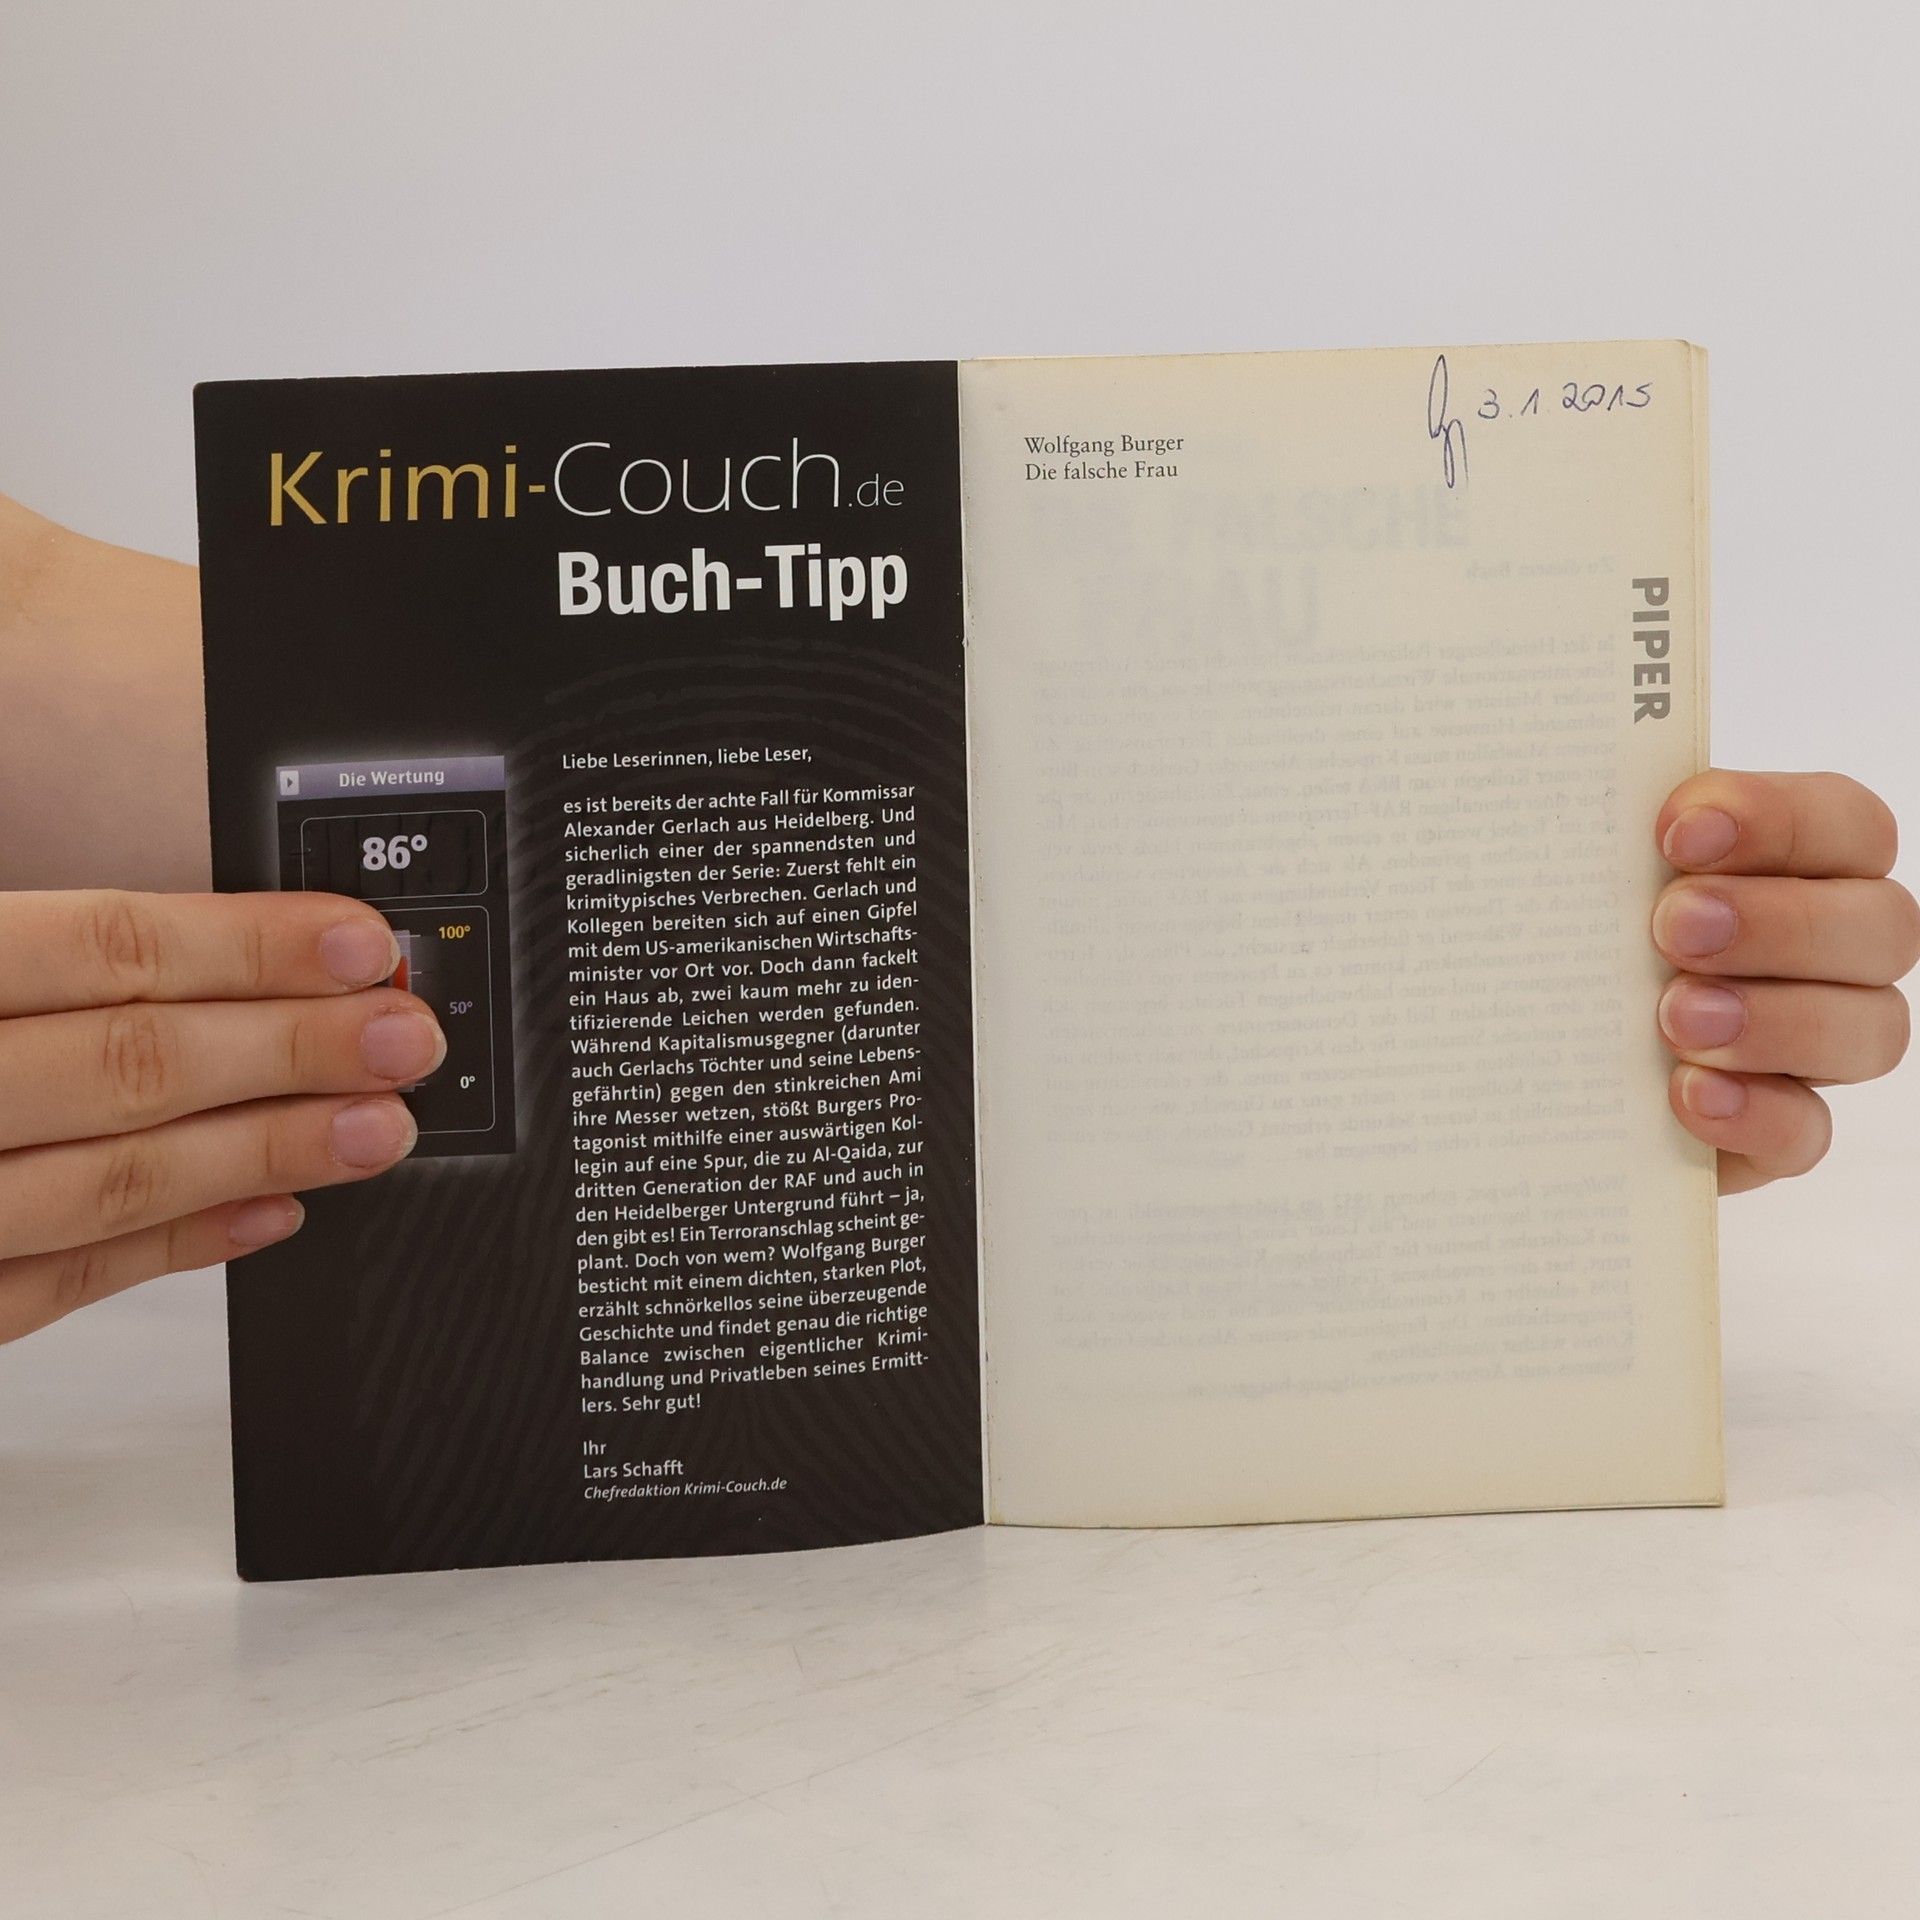 Krimi-Couch.de
Buch-Tipp
Die Wertung
86°
100°
50°
0°
Liebe Leserinnen, liebe Leser,
es ist bereits der achte Fall für Kommissar
Alexander Gerlach aus Heidelberg. Und
sicherlich einer der spannendsten und
geradlinigsten der Serie: Zuerst fehlt ein
krimitypisches Verbrechen. Gerlach und
Kollegen bereiten sich auf einen Gipfel
mit dem US-amerikanischen Wirtschafts-
minister vor Ort vor. Doch dann fackelt
ein Haus ab, zwei kaum mehr zu iden-
tifizierende Leichen werden gefunden.
Während Kapitalismusgegner (darunter
auch Gerlachs Töchter und seine Lebens-
gefährtin) gegen den stinkreichen Ami
ihre Messer wetzen, stößt Burgers Pro-
tagonist mithilfe einer auswärtigen Kol-
legin auf eine Spur, die zu Al-Qaida, zur
dritten Generation der RAF und auch in
den Heidelberger Untergrund führt – ja,
den gibt es! Ein Terroranschlag scheint ge-
plant. Doch von wem? Wolfgang Burger
besticht mit einem dichten, starken Plot,
erzählt schnörkellos seine überzeugende
Geschichte und findet genau die richtige
Balance zwischen eigentlicher Krimi-
handlung und Privatleben seines Ermitt-
lers. Sehr gut!
Ihr
Lars Schafft
Chefredaktion Krimi-Couch.de
3.1.2015
Wolfgang Burger
Die falsche Frau
PIPER